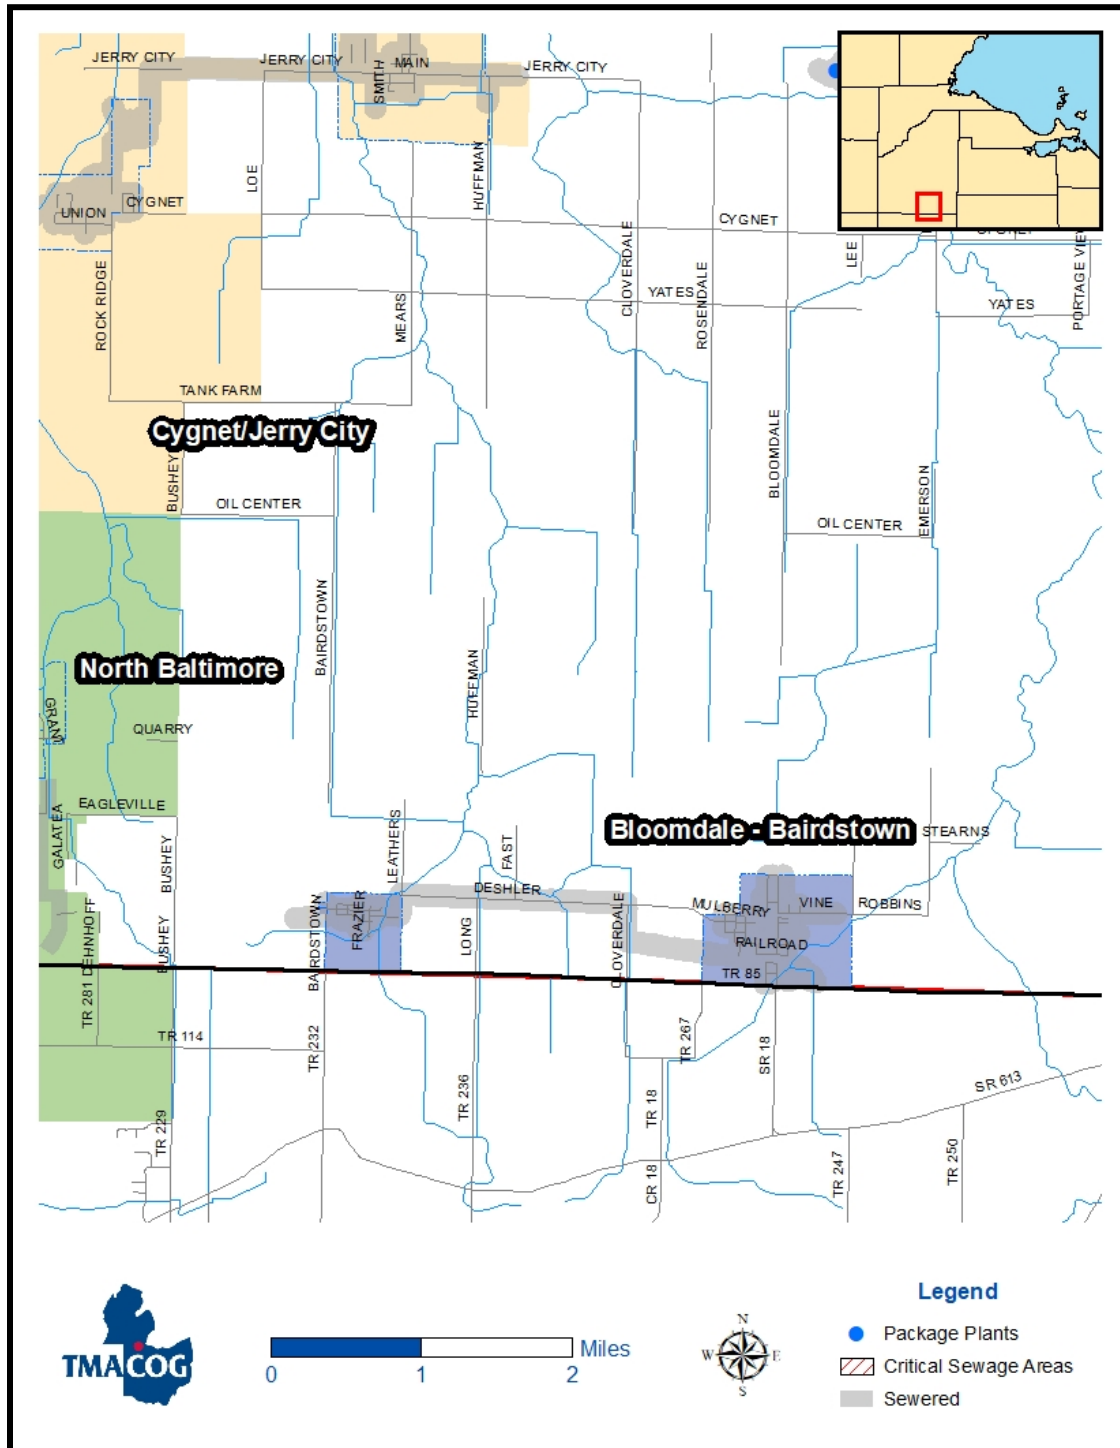 JERRY CITY
JERRY CITY
MAIN
JERRY CITY
SMITH
LOE
HUFFMAN
CYGNET
UNION
CYGNET
CLOVERDALE
LEE
PORTAGE VIEW
ROCK RIDGE
MEARS
YATES
ROSENDALE
YATES
TANK FARM
Cygnet/Jerry City
BUSHEY
OIL CENTER
BLOOMDALE
EMERSON
OIL CENTER
BAIRDSTOWN
North Baltimore
HUFFMAN
GRANT
QUARRY
EAGLEVILLE
GALATEA
BUSHEY
LEATHERS
FAST
Bloomdale - Bairdstown
STEARNS
DESHLER
MULBERRY
VINE
ROBBINS
DEHNHOFF
BUSHEY
BAIRDSTOWN
FRAZIER
LONG
CLOVERDALE
RAILROAD
TR 85
TR 281
TR 114
TR 232
TR 267
SR 18
SR 613
TR 229
TR 236
TR 18
CR 18
TR 247
TR 250
TMACOG
0
1
2
Miles
N
W
E
S
Legend
Package Plants
Critical Sewage Areas
Sewered